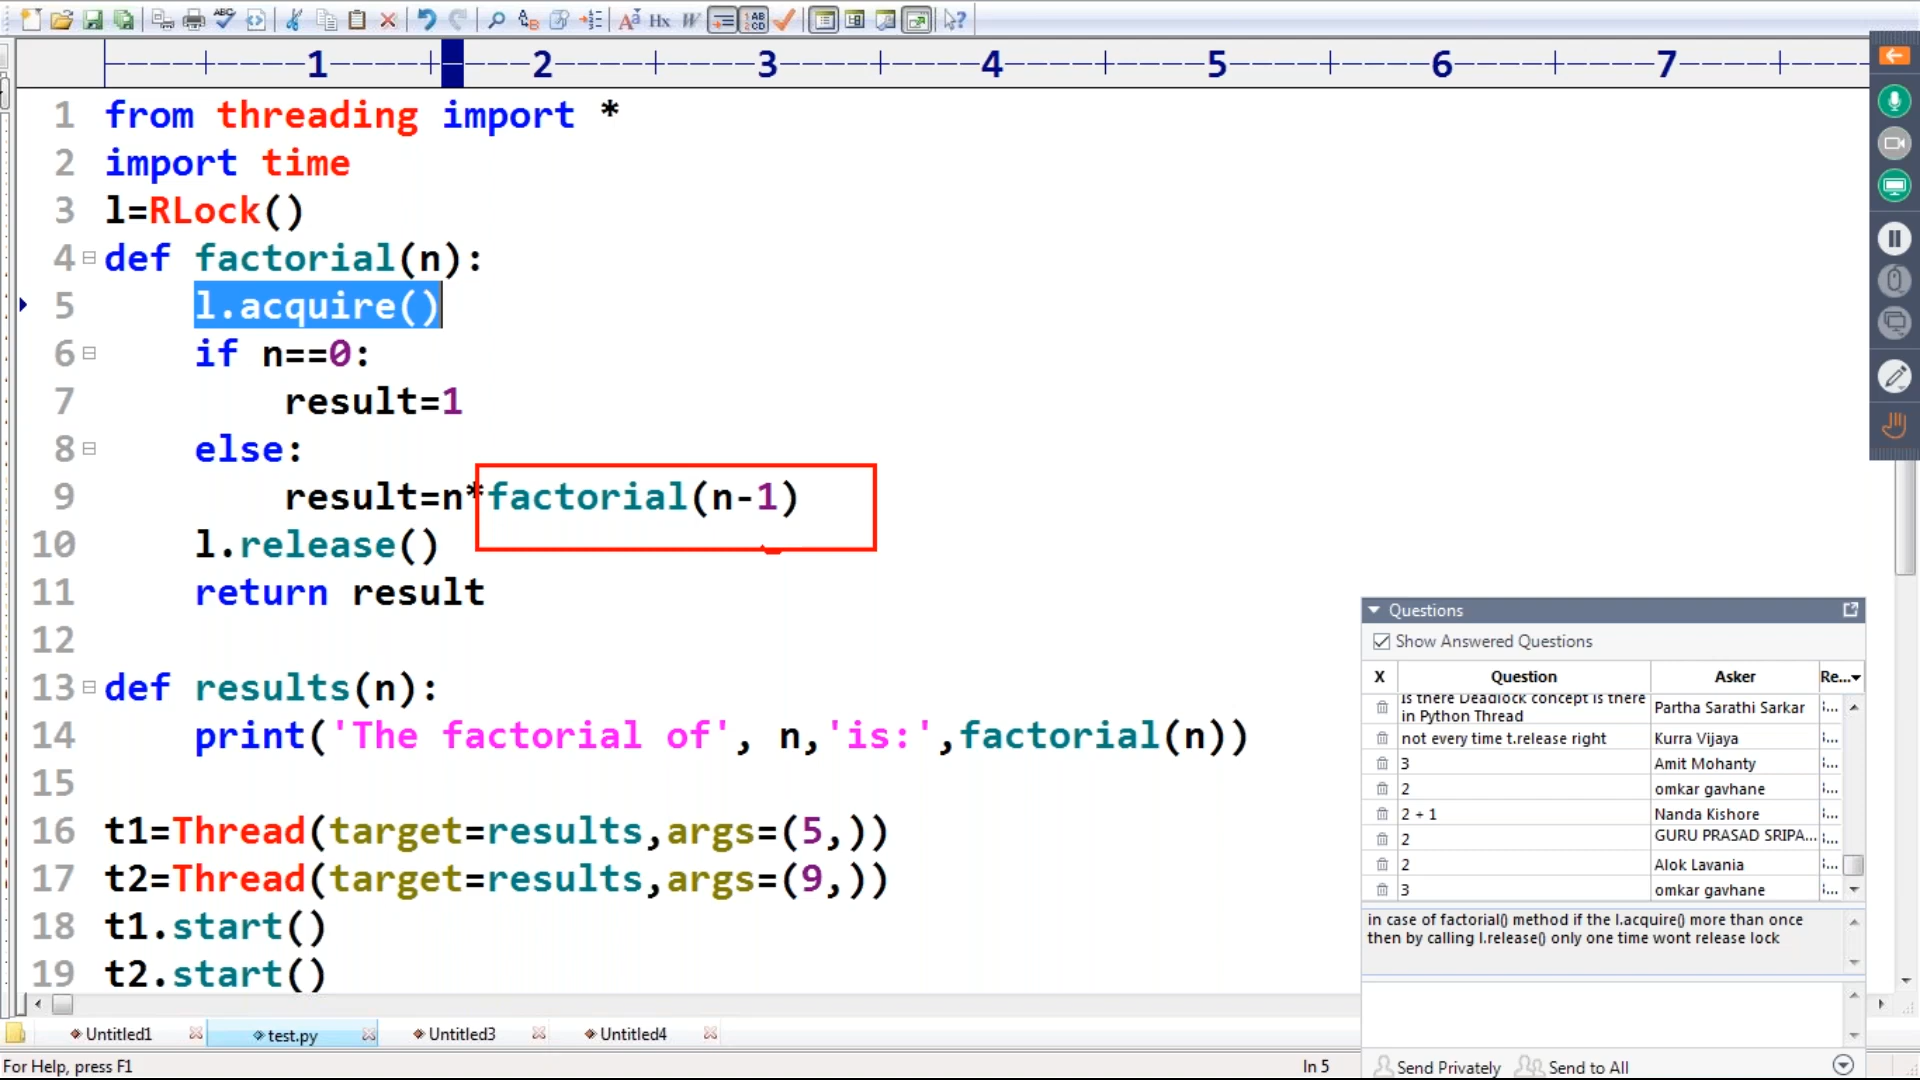 1 2 3 4 5 6 7
1 from threading import *
2 import time
3 l=RLock()
4 def factorial(n):
5 l.acquire()
6 if n==0:
7 result=1
8 else:
9 result=n*factorial(n-1)
10 l.release()
11 return result
12
13 def results(n):
14 print('The factorial of', n,'is:',factorial(n))
15
16 t1=Thread(target=results,args=(5,))
17 t2=Thread(target=results,args=(9,))
18 t1.start()
19 t2.start()
Questions
Show Answered Questions
X Question Asker Re...
Is there Deadlock concept is there
in Python Thread Partha Sarathi Sarkar
not every time t.release right Kurra Vijaya
3 Amit Mohanty
2 omkar gavhane
2 + 1 Nanda Kishore
2 GURU PRASAD SRIPA...
2 Alok Lavania
3 omkar gavhane
in case of factorial() method if the l.acquire() more than once
then by calling l.release() only one time wont release lock
Send Privately Send to All
Untitled1 test.py Untitled3 Untitled4
For Help, press F1 ln 5